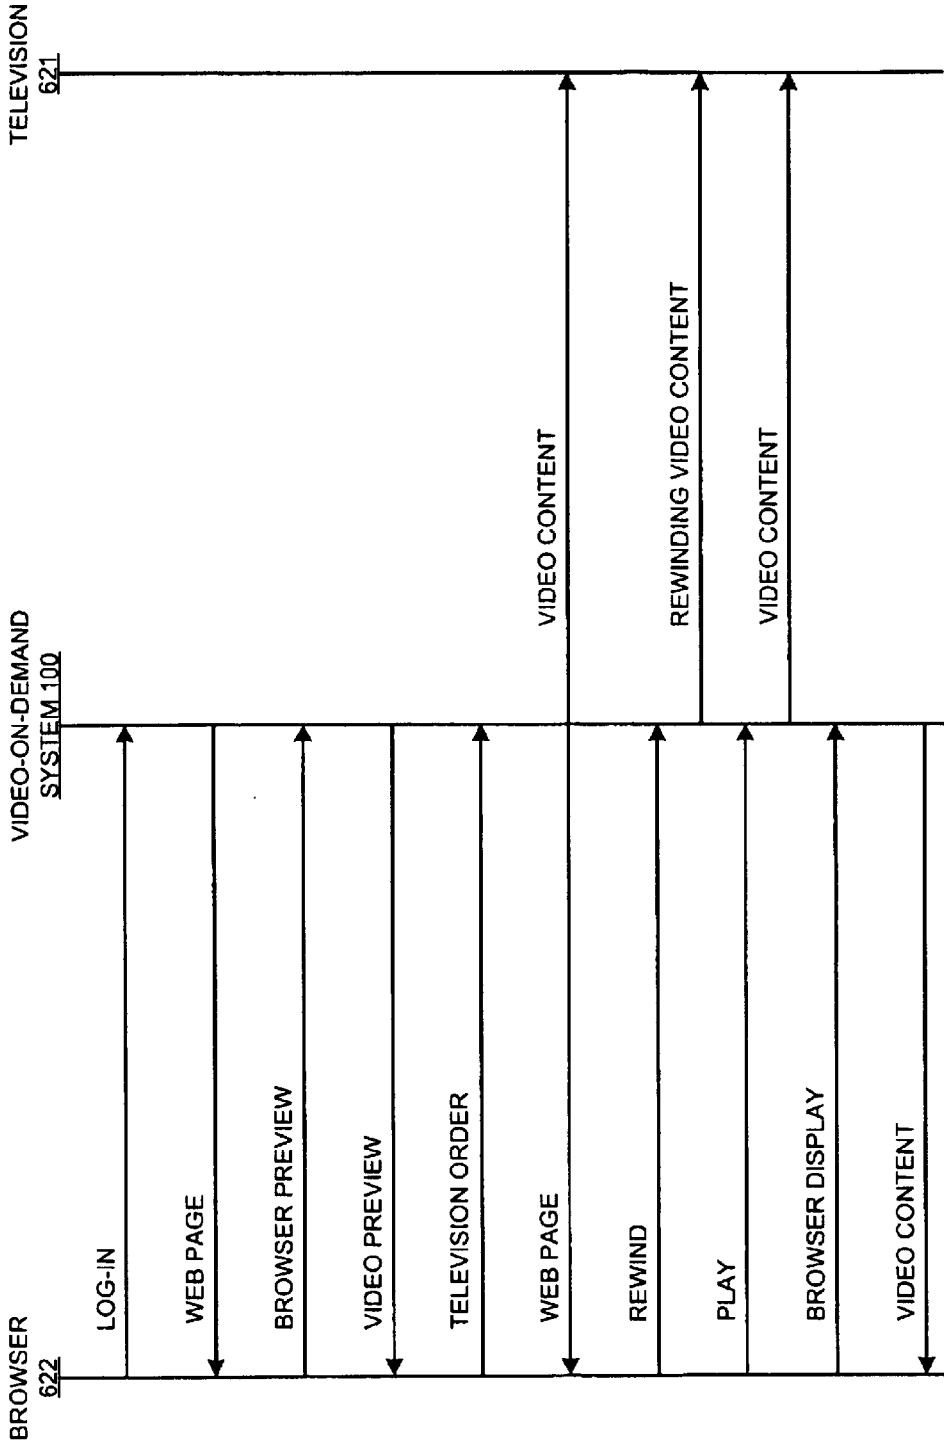 BROWSER
622
VIDEO-ON-DEMAND
SYSTEM 100
TELEVISION
621
LOG-IN
WEB PAGE
BROWSER PREVIEW
VIDEO PREVIEW
TELEVISION ORDER
WEB PAGE
VIDEO CONTENT
REWIND
REWINDING VIDEO CONTENT
PLAY
VIDEO CONTENT
BROWSER DISPLAY
VIDEO CONTENT